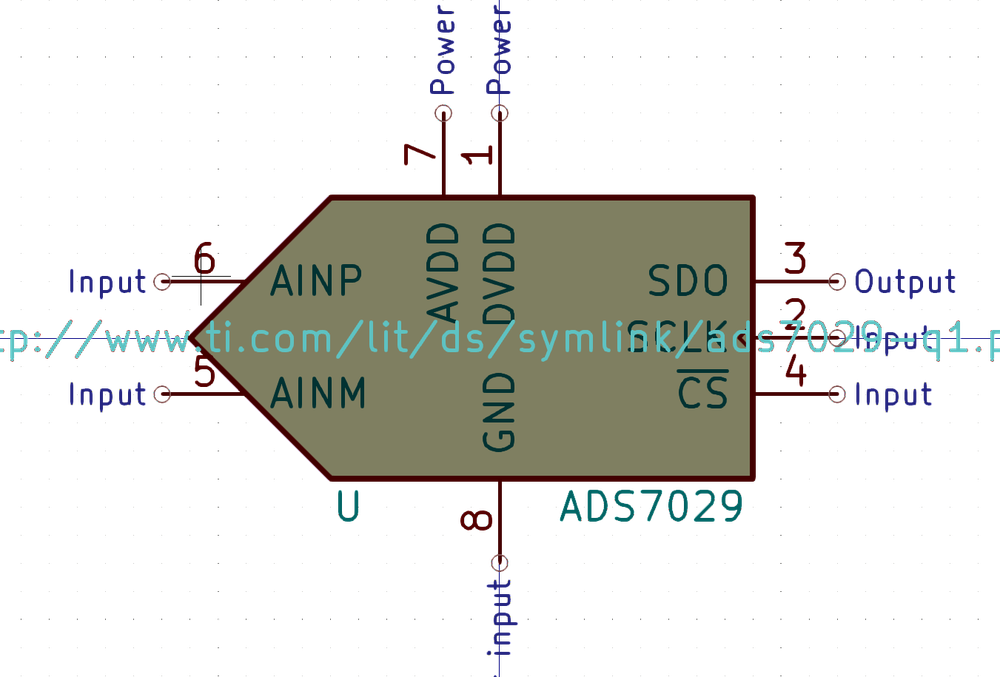 Power
Power
7
1
6
3
Input
AINP
AVDD
DVDD
SDO
Output
2
tp://www.ti.com/lit/ds/symlink/ads7029-q1.p
SCLK
Input
5
4
Input
AINM
GND
CS
Input
U
8
ADS7029
input